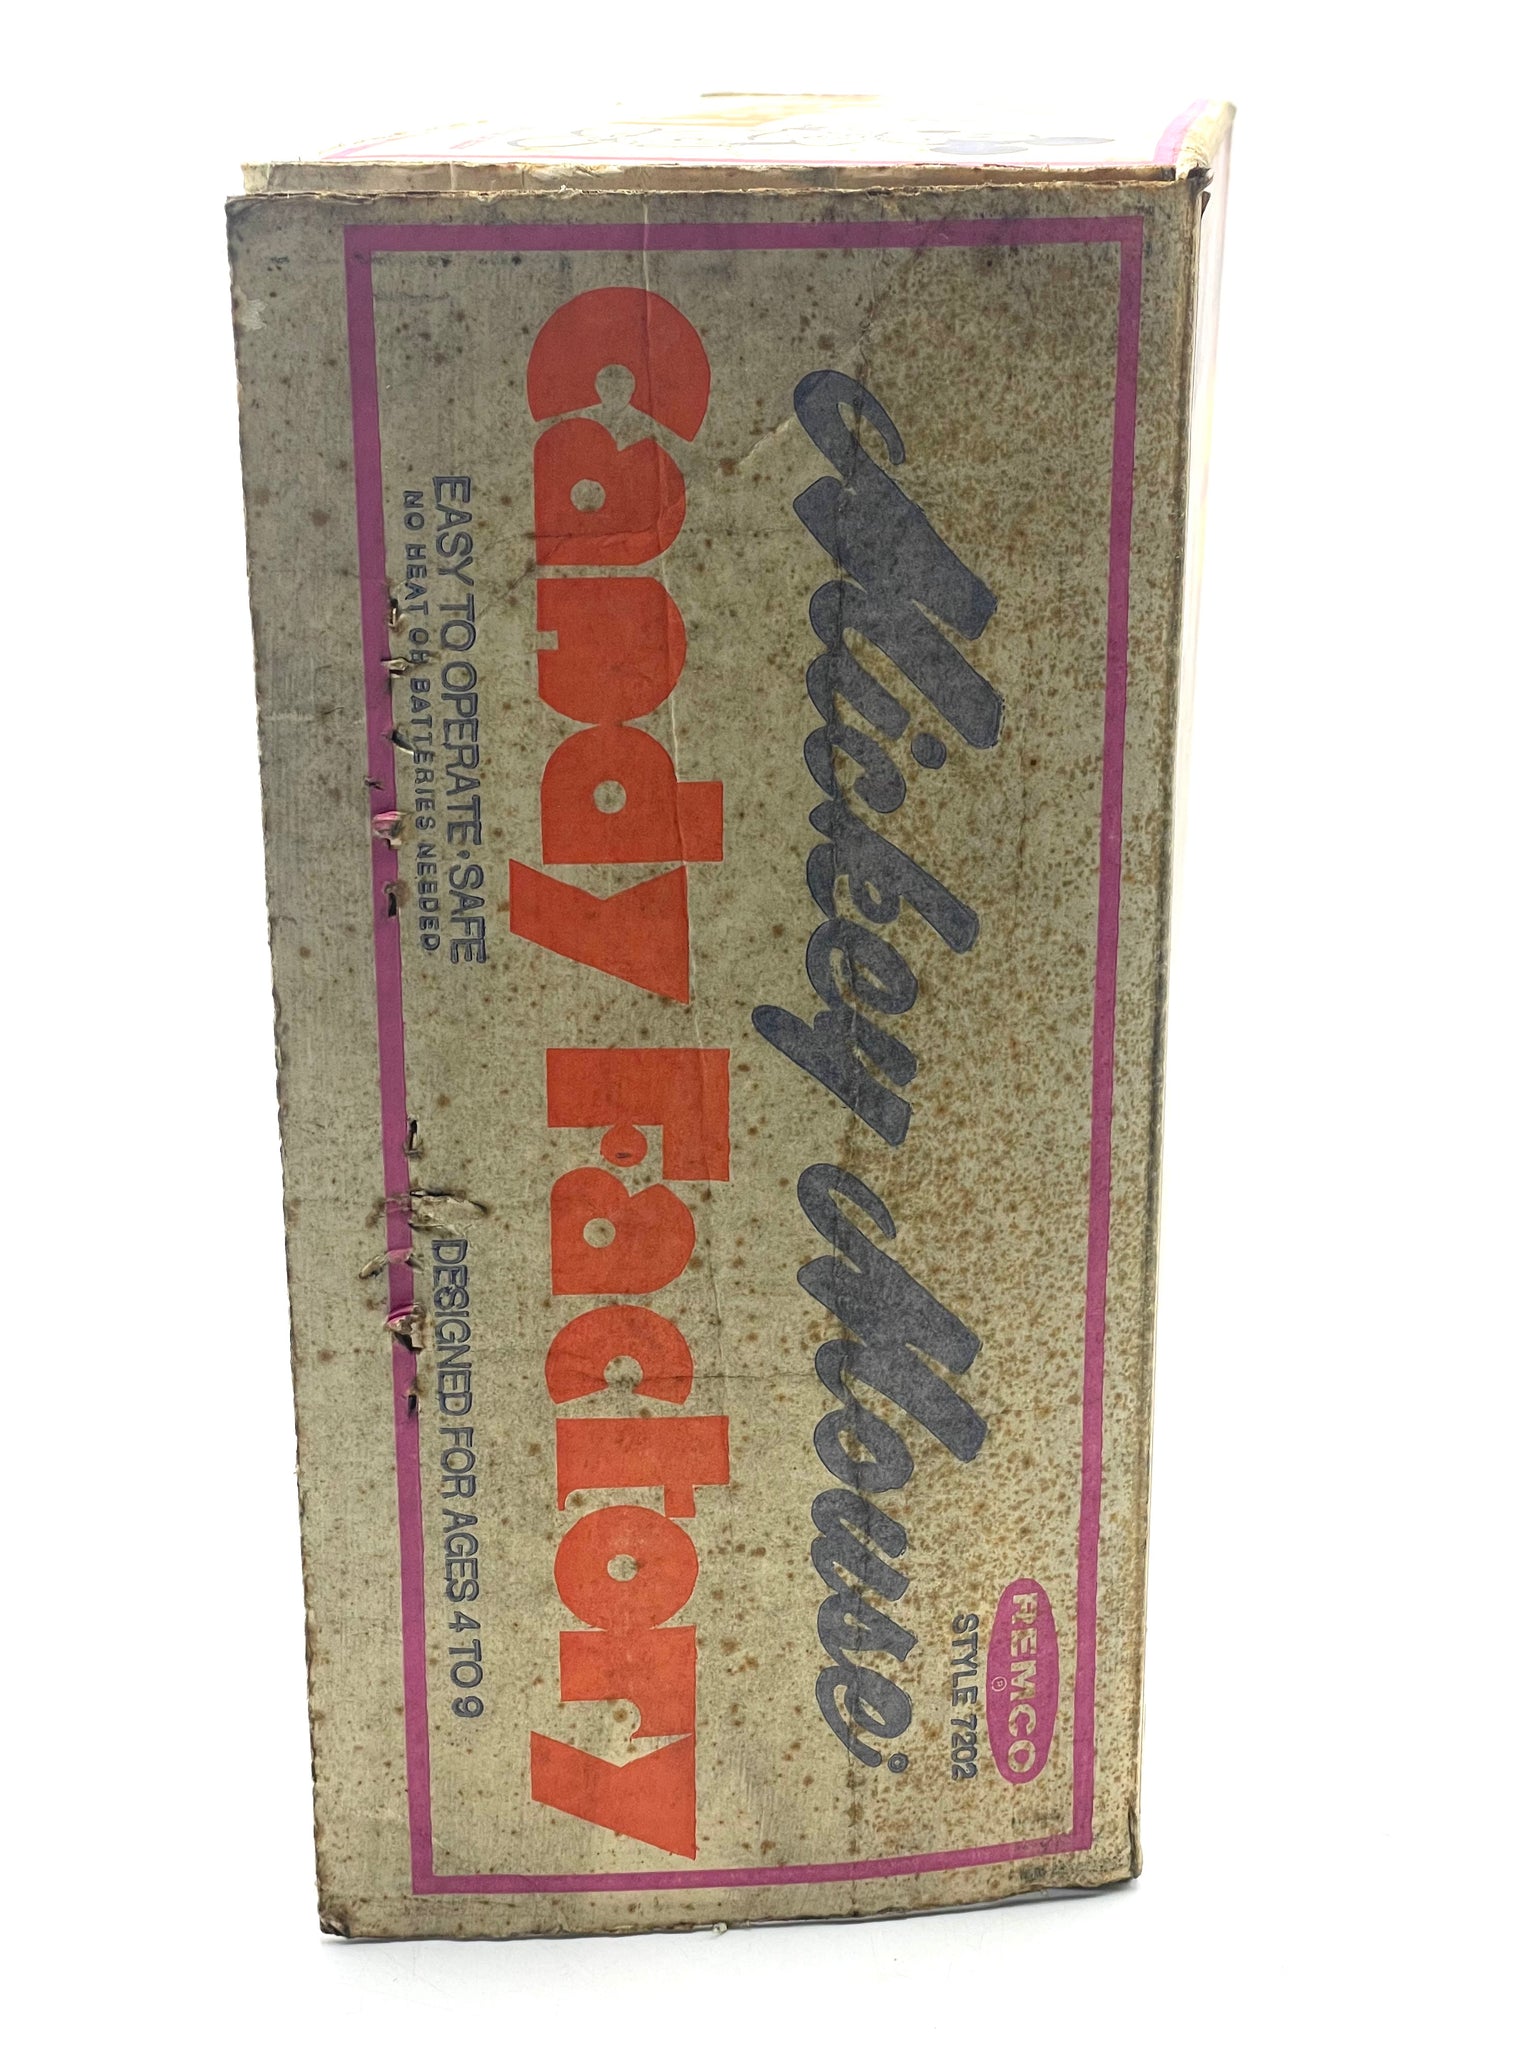 REMCO ®
STYLE 7202
Mickey Mouse
Candy Factory
EASY TO OPERATE • SAFE
NO HEAT OR BATTERIES NEEDED
DESIGNED FOR AGES 4 TO 9